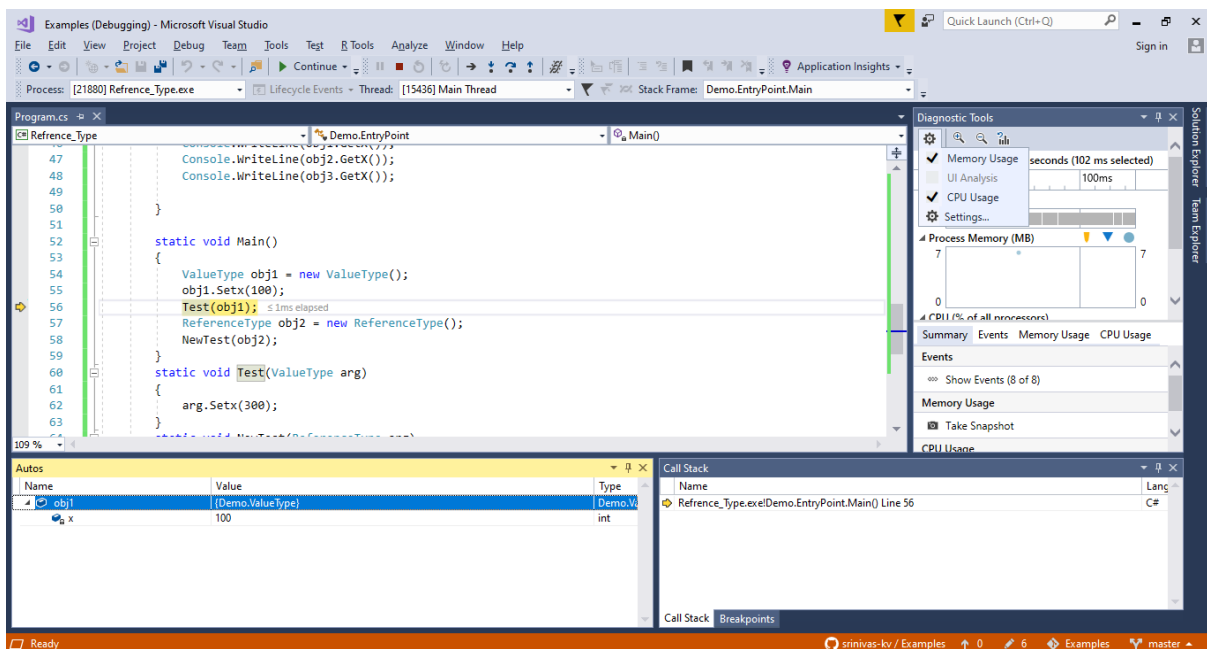 Examples (Debugging) - Microsoft Visual Studio
Quick Launch (Ctrl+Q)
File Edit View Project Debug Team Tools Test R Tools Analyze Window Help
Sign in
Continue
Application Insights
Process: [21880] Refrence_Type.exe Lifecycle Events Thread: [15436] Main Thread Stack Frame: Demo.EntryPoint.Main
Program.cs
Refrence_Type Demo.EntryPoint Main()
47 Console.WriteLine(obj2.GetX());
48 Console.WriteLine(obj3.GetX());
49
50 }
51
52 static void Main()
53 {
54 ValueType obj1 = new ValueType();
55 obj1.Setx(100);
56 Test(obj1); ≤ 1ms elapsed
57 ReferenceType obj2 = new ReferenceType();
58 NewTest(obj2);
59 }
60 static void Test(ValueType arg)
61 {
62 arg.Setx(300);
63 }
109 %
Diagnostic Tools
Memory Usage
seconds (102 ms selected)
UI Analysis
100ms
CPU Usage
Settings...
Process Memory (MB)
7 7
0 0
CPU (% of all processors)
Summary Events Memory Usage CPU Usage
Events
Show Events (8 of 8)
Memory Usage
Take Snapshot
CPU Usage
Solution Explorer
Team Explorer
Autos
Name Value Type
obj1 {Demo.ValueType} Demo.Va
x 100 int
Call Stack
Name Lang
Refrence_Type.exe!Demo.EntryPoint.Main() Line 56 C#
Call Stack Breakpoints
Ready
srinivas-kv / Examples 0 6 Examples master